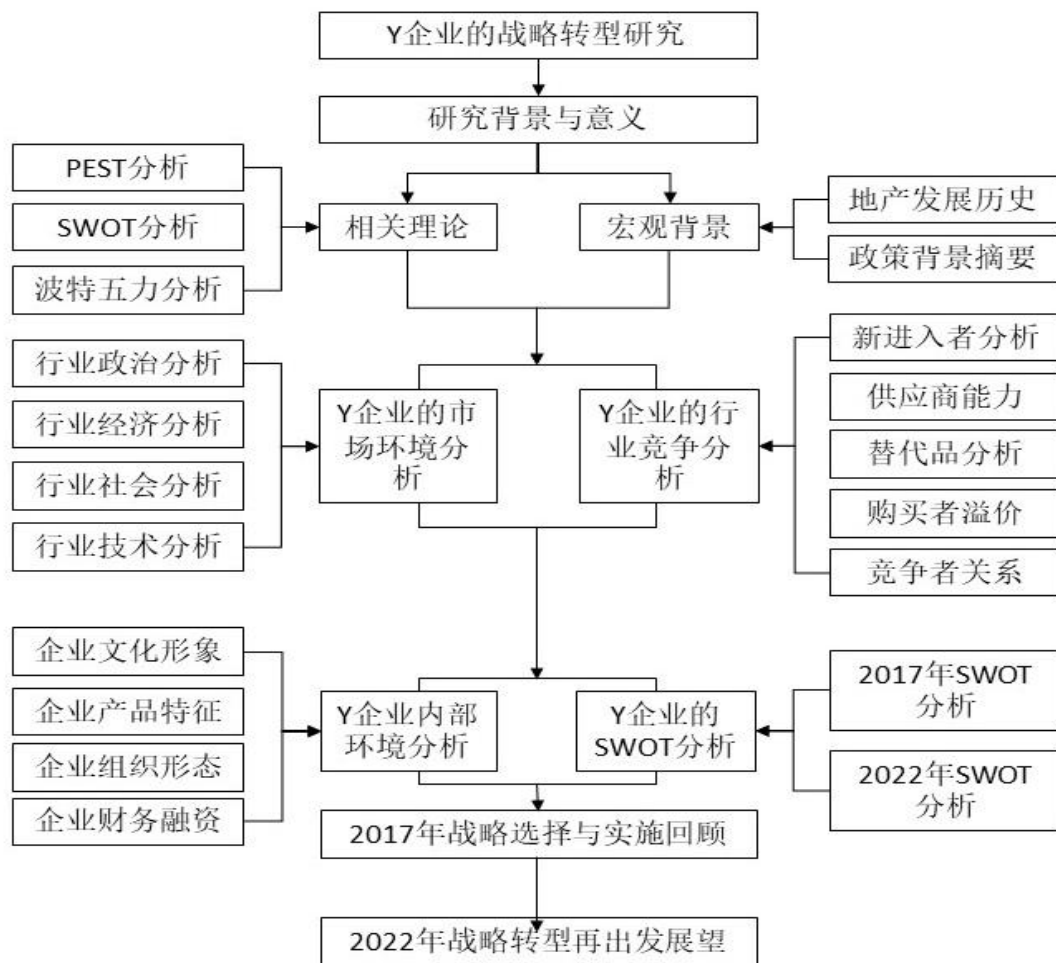 Y企业的战略转型研究
研究背景与意义
PEST分析
SWOT分析
波特五力分析
相关理论
宏观背景
地产发展历史
政策背景摘要
行业政治分析
行业经济分析
行业社会分析
行业技术分析
Y企业的市
场环境分
析
Y企业的行
业竞争分
析
新进入者分析
供应商能力
替代品分析
购买者溢价
竞争者关系
企业文化形象
企业产品特征
企业组织形态
企业财务融资
Y企业内部
环境分析
Y企业的
SWOT分析
2017年SWOT
分析
2022年SWOT
分析
2017年战略选择与实施回顾
2022年战略转型再出发展望